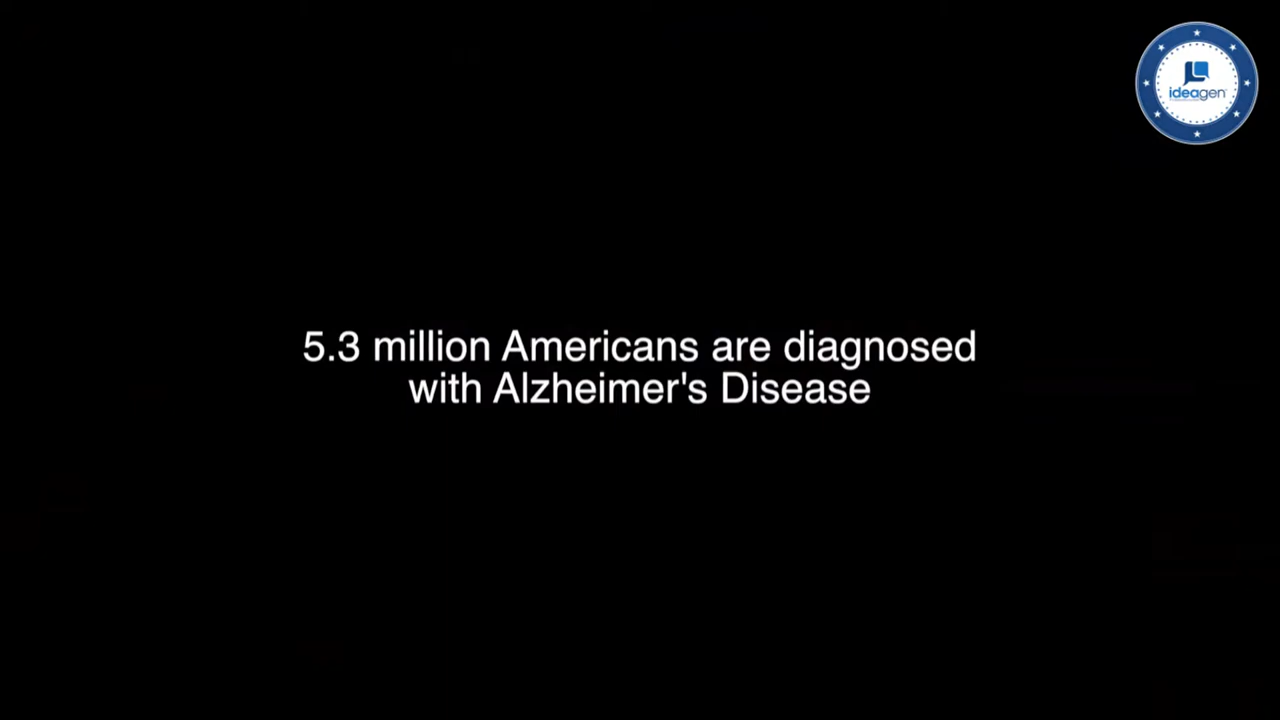 ideagen
5.3 million Americans are diagnosed
with Alzheimer's Disease